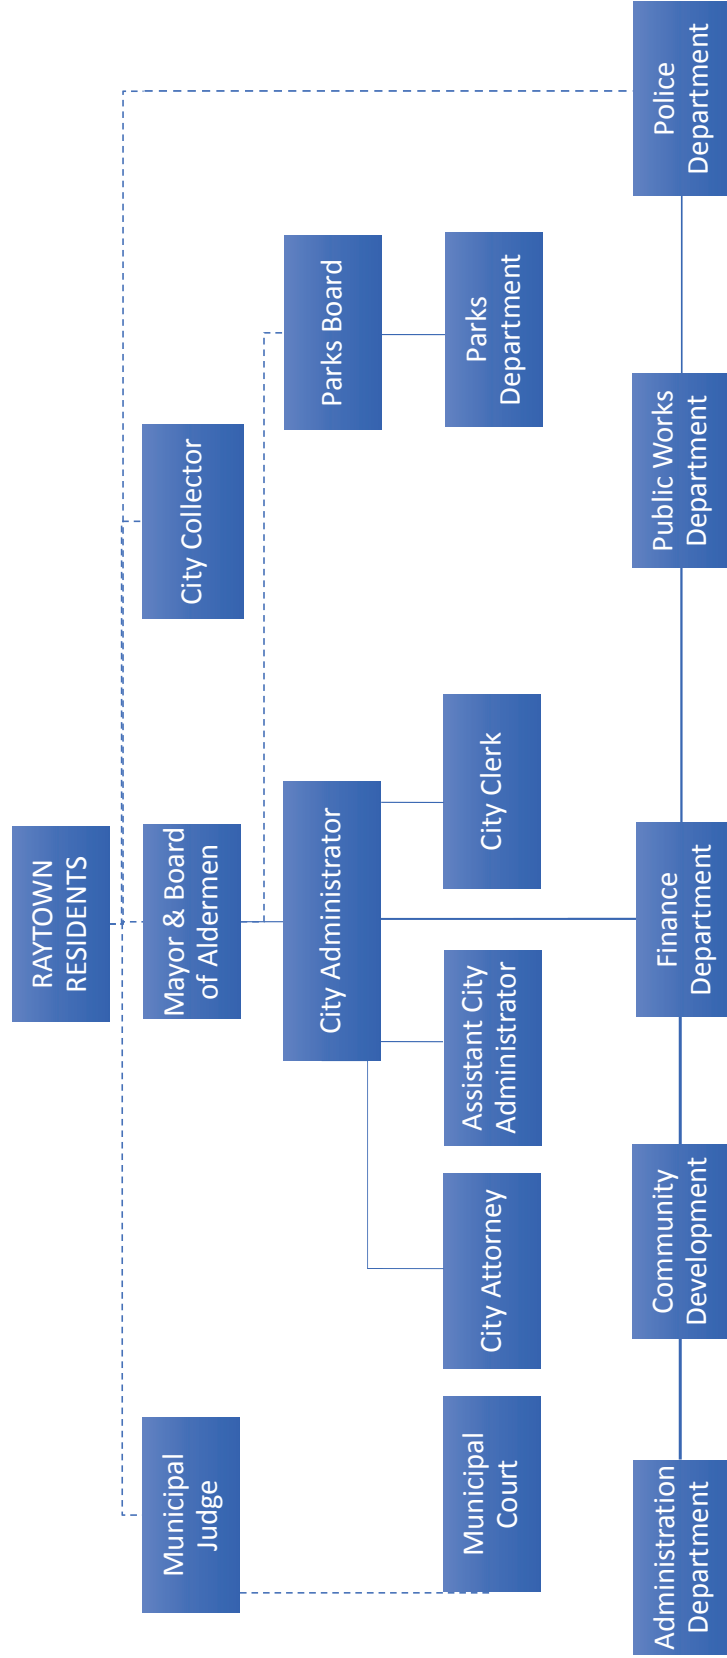 RAYTOWN
RESIDENTS
Municipal
Judge
Mayor & Board
of Aldermen
City Collector
City Administrator
Parks Board
Municipal
Court
City Attorney
Assistant City
Administrator
City Clerk
Parks
Department
Administration
Department
Community
Development
Finance
Department
Public Works
Department
Police
Department